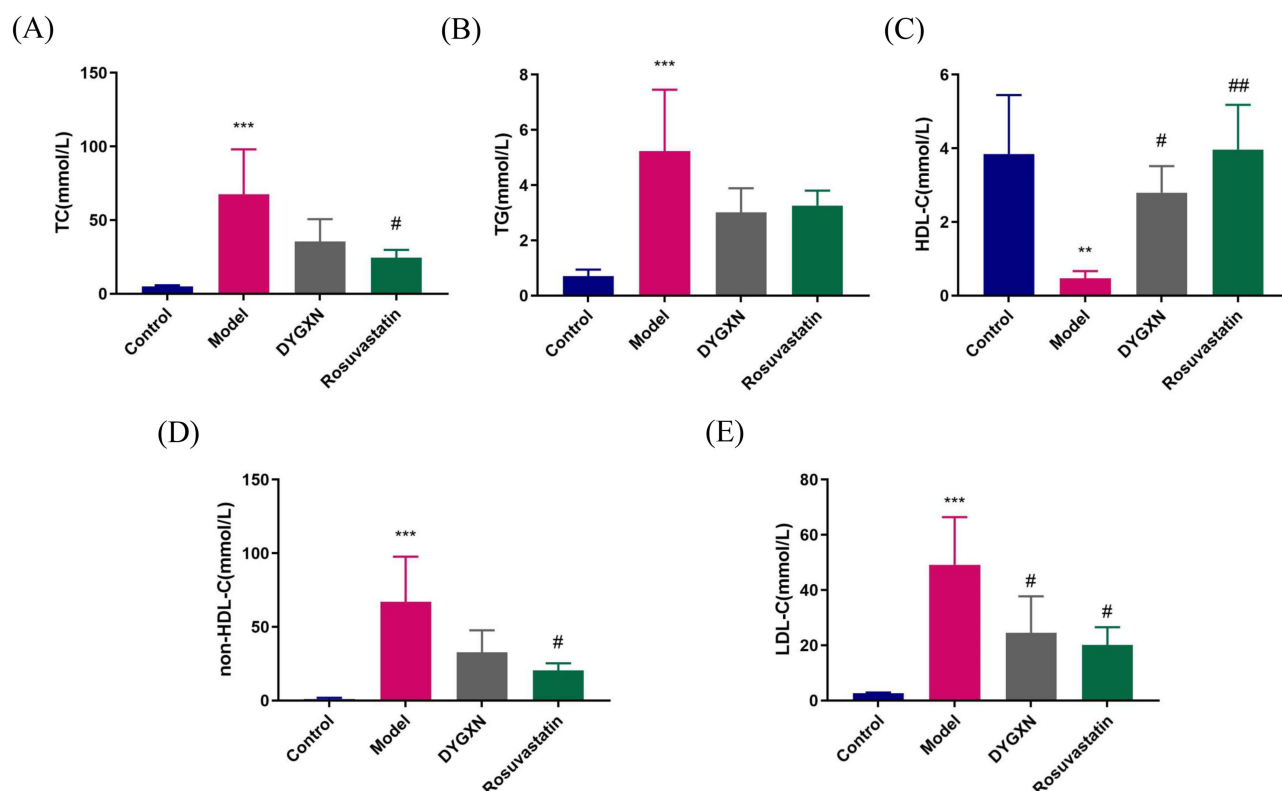 (A)
TC(mmol/L)
150
100
50
0
***
#
Control
Model
DYGXN
Rosuvastatin
(B)
TG(mmol/L)
8
6
4
2
0
***
Control
Model
DYGXN
Rosuvastatin
(C)
HDL-C(mmol/L)
6
4
2
0
**
#
##
Control
Model
DYGXN
Rosuvastatin
(D)
non-HDL-C(mmol/L)
150
100
50
0
***
#
Control
Model
DYGXN
Rosuvastatin
(E)
LDL-C(mmol/L)
80
60
40
20
0
***
#
#
Control
Model
DYGXN
Rosuvastatin